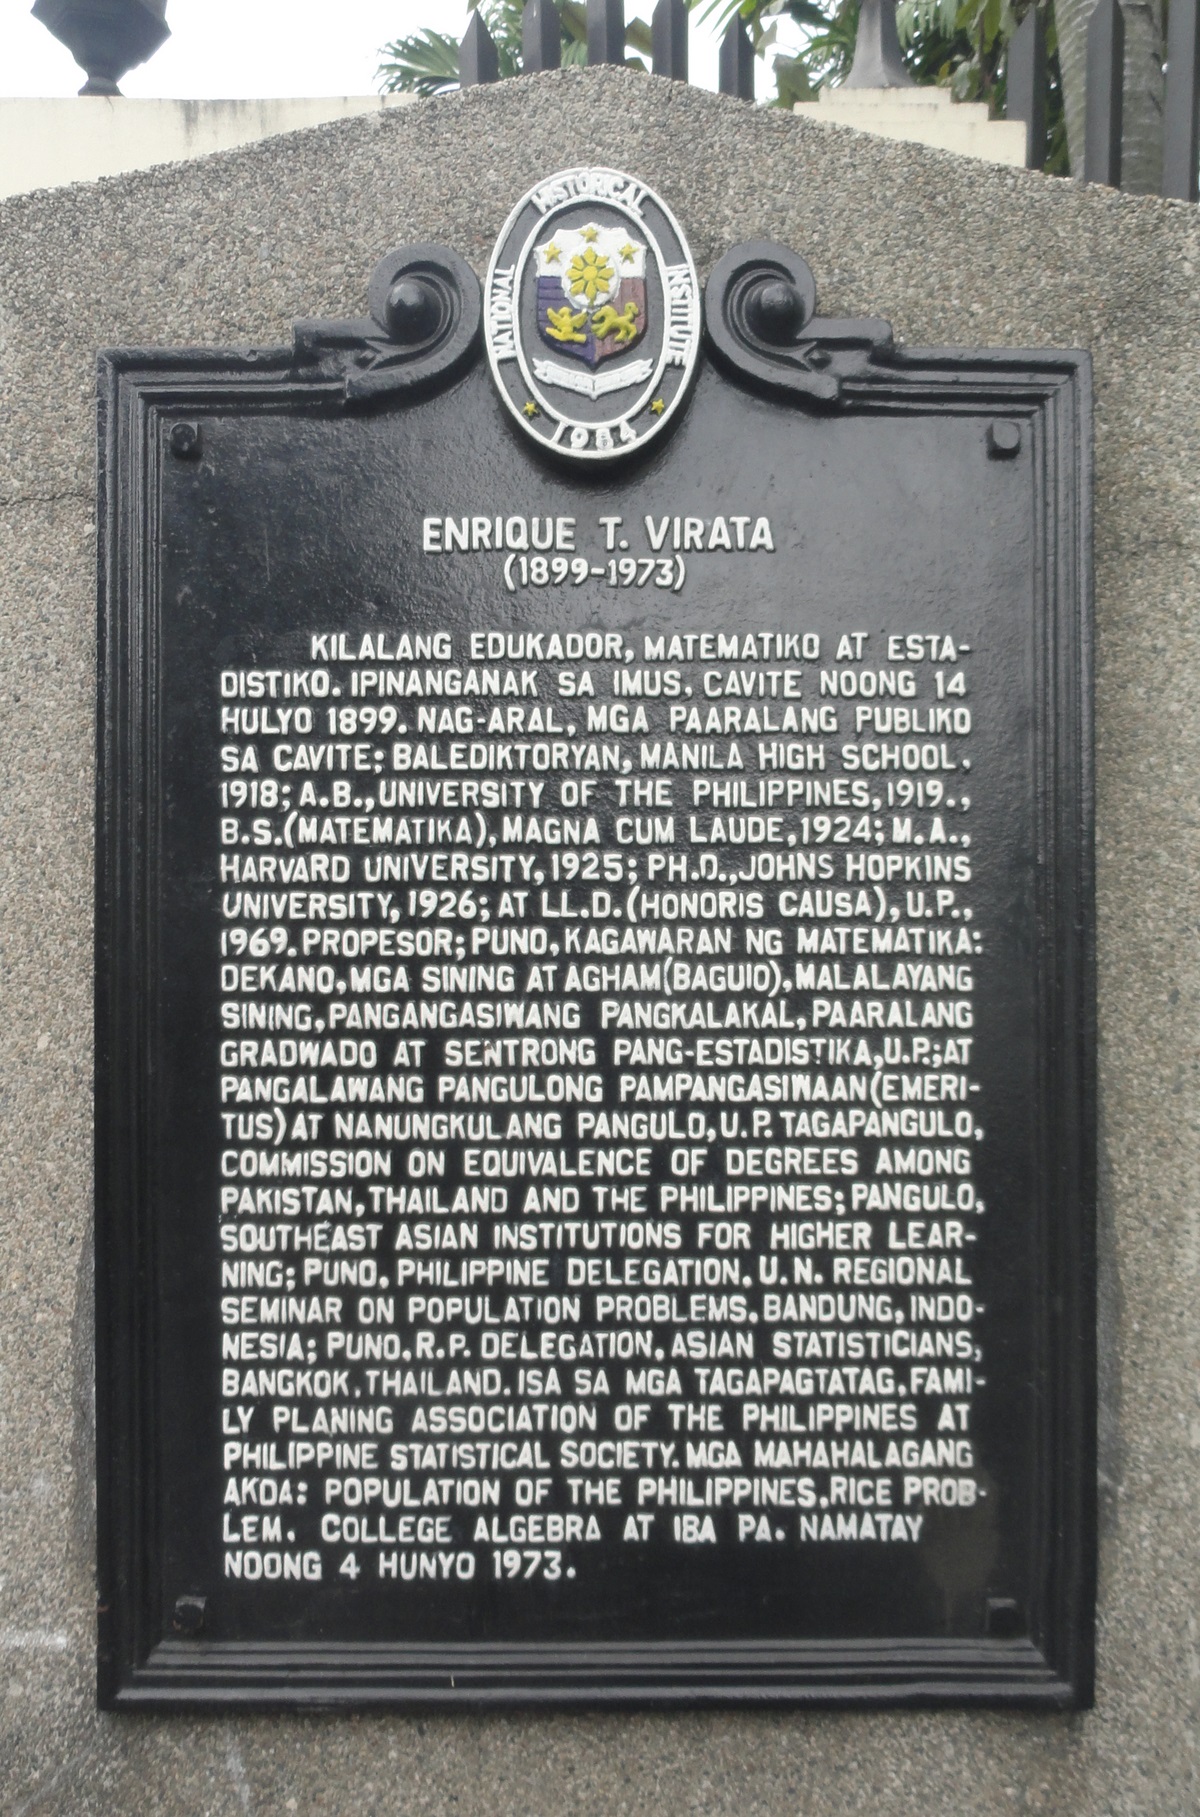 NATIONAL HISTORICAL INSTITUTE
1984
ENRIQUE T. VIRATA
(1899-1973)
KILALANG EDUKADOR, MATEMATIKO AT ESTA-
DISTIKO. IPINANGANAK SA IMUS, CAVITE NOONG 14
HULYO 1899. NAG-ARAL, MGA PAARALANG PUBLIKO
SA CAVITE; BALEDIKTORYAN, MANILA HIGH SCHOOL,
1918; A.B., UNIVERSITY OF THE PHILIPPINES, 1919.,
B.S. (MATEMATIKA), MAGNA CUM LAUDE, 1924; M.A.,
HARVARD UNIVERSITY, 1925; PH.D., JOHNS HOPKINS
UNIVERSITY, 1926; AT LL.D. (HONORIS CAUSA), U.P.,
1969. PROPESOR; PUNO, KAGAWARAN NG MATEMATIKA:
DEKANO, MGA SINING AT AGHAM (BAGUIO), MALALAYANG
SINING, PANGANGASIWANG PANGKALAKAL, PAARALANG
GRADWADO AT SENTRONG PANG-ESTADISTIKA, U.P.; AT
PANGALAWANG PANGULONG PAMPANGASIWAAN (EMERI-
TUS) AT NANUNGKULANG PANGULO, U.P. TAGAPANGULO,
COMMISSION ON EQUIVALENCE OF DEGREES AMONG
PAKISTAN, THAILAND AND THE PHILIPPINES; PANGULO,
SOUTHEAST ASIAN INSTITUTIONS FOR HIGHER LEAR-
NING; PUNO, PHILIPPINE DELEGATION, U.N. REGIONAL
SEMINAR ON POPULATION PROBLEMS, BANDUNG, INDO-
NESIA; PUNO, R.P. DELEGATION, ASIAN STATISTICIANS,
BANGKOK, THAILAND. ISA SA MGA TAGAPAGTATAG, FAMI-
LY PLANING ASSOCIATION OF THE PHILIPPINES AT
PHILIPPINE STATISTICAL SOCIETY. MGA MAHAHALAGANG
AKDA: POPULATION OF THE PHILIPPINES, RICE PROB-
LEM, COLLEGE ALGEBRA AT IBA PA. NAMATAY
NOONG 4 HUNYO 1973.